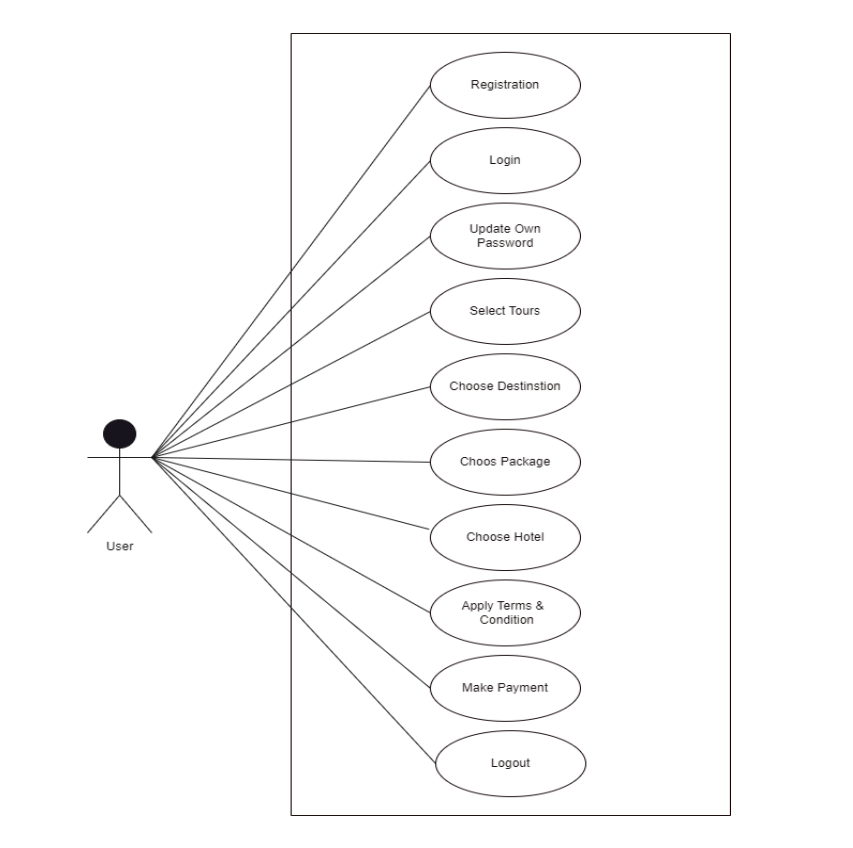 Registration
Login
Update Own
Password
Select Tours
Choose Destinstion
Choos Package
Choose Hotel
User
Apply Terms &
Condition
Make Payment
Logout